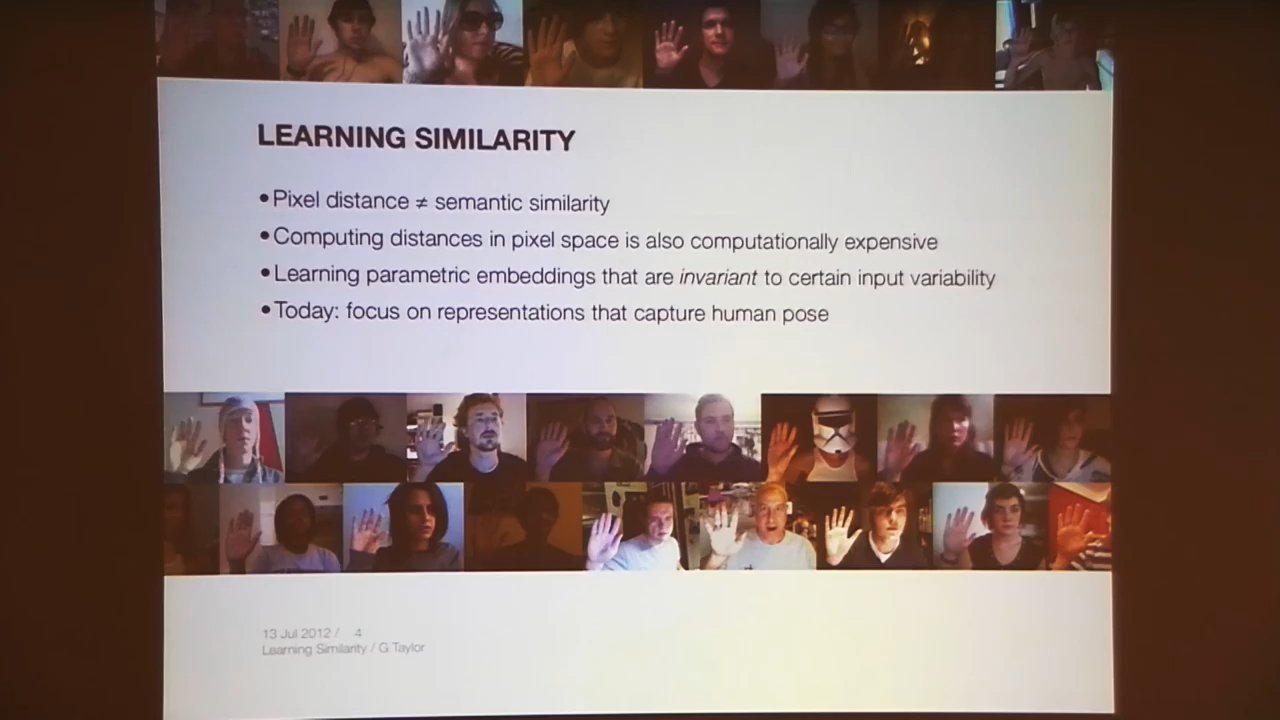 LEARNING SIMILARITY
•Pixel distance ≠ semantic similarity
•Computing distances in pixel space is also computationally expensive
•Learning parametric embeddings that are invariant to certain input variability
•Today: focus on representations that capture human pose
13 Jul 2012 / 4
Learning Similarity / G Taylor